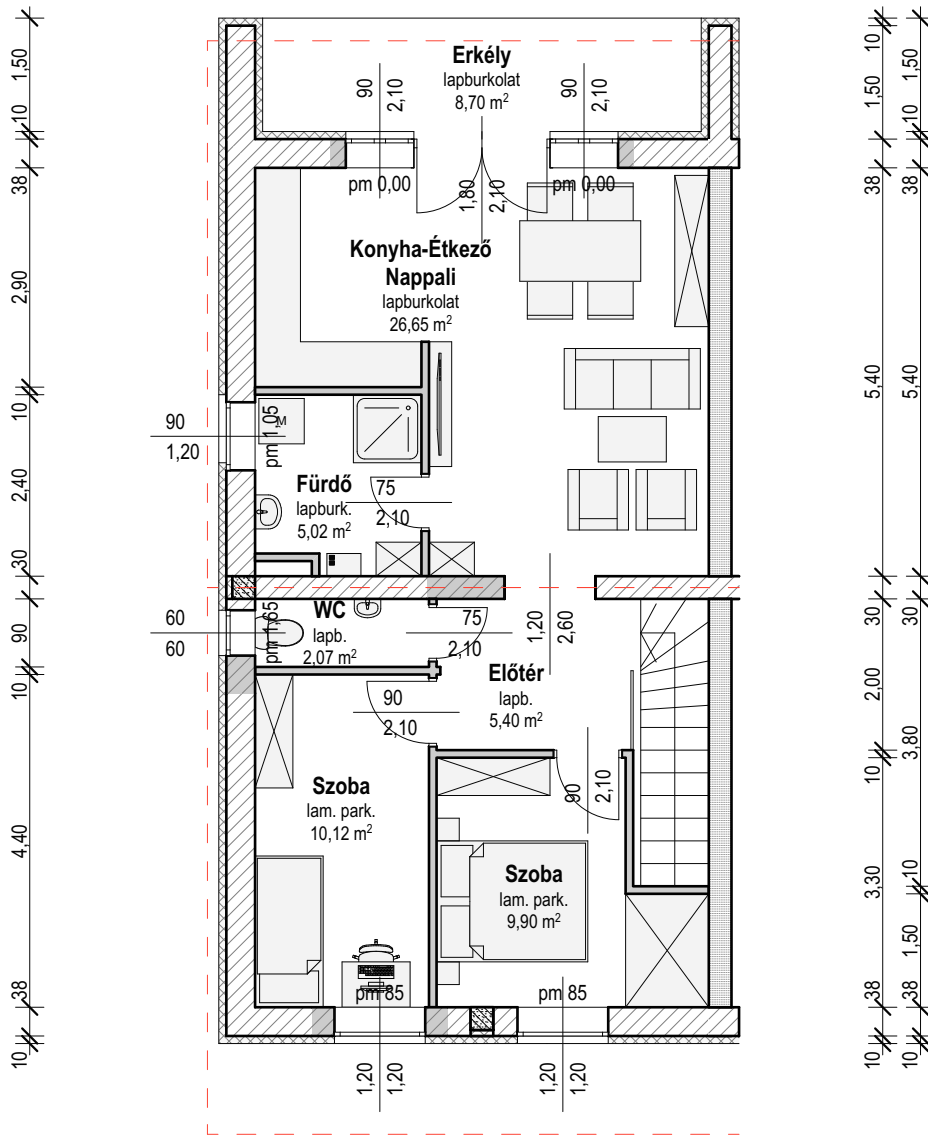 Erkély
lapburkolat
8,70 m²
90
2,10
90
2,10
pm 0,00
1,80
2,10
pm 0,00
Konyha-Étkező
Nappali
lapburkolat
26,65 m²
90
1,20
pm 1,05
M
Fürdő
lapburk.
5,02 m²
75
2,10
60
60
pm 1,65
WC
lapb.
2,07 m²
75
2,10
1,20
2,60
Előtér
lapb.
5,40 m²
90
2,10
90
2,10
Szoba
lam. park.
10,12 m²
Szoba
lam. park.
9,90 m²
pm 85
pm 85
1,20
1,20
1,20
1,20
1,50
10
38
2,90
10
2,40
30
90
10
4,40
38
10
10
1,50
38
5,40
30
2,00
10
3,30
38
10
1,50
10
38
5,40
30
3,80
10
1,50
38
10